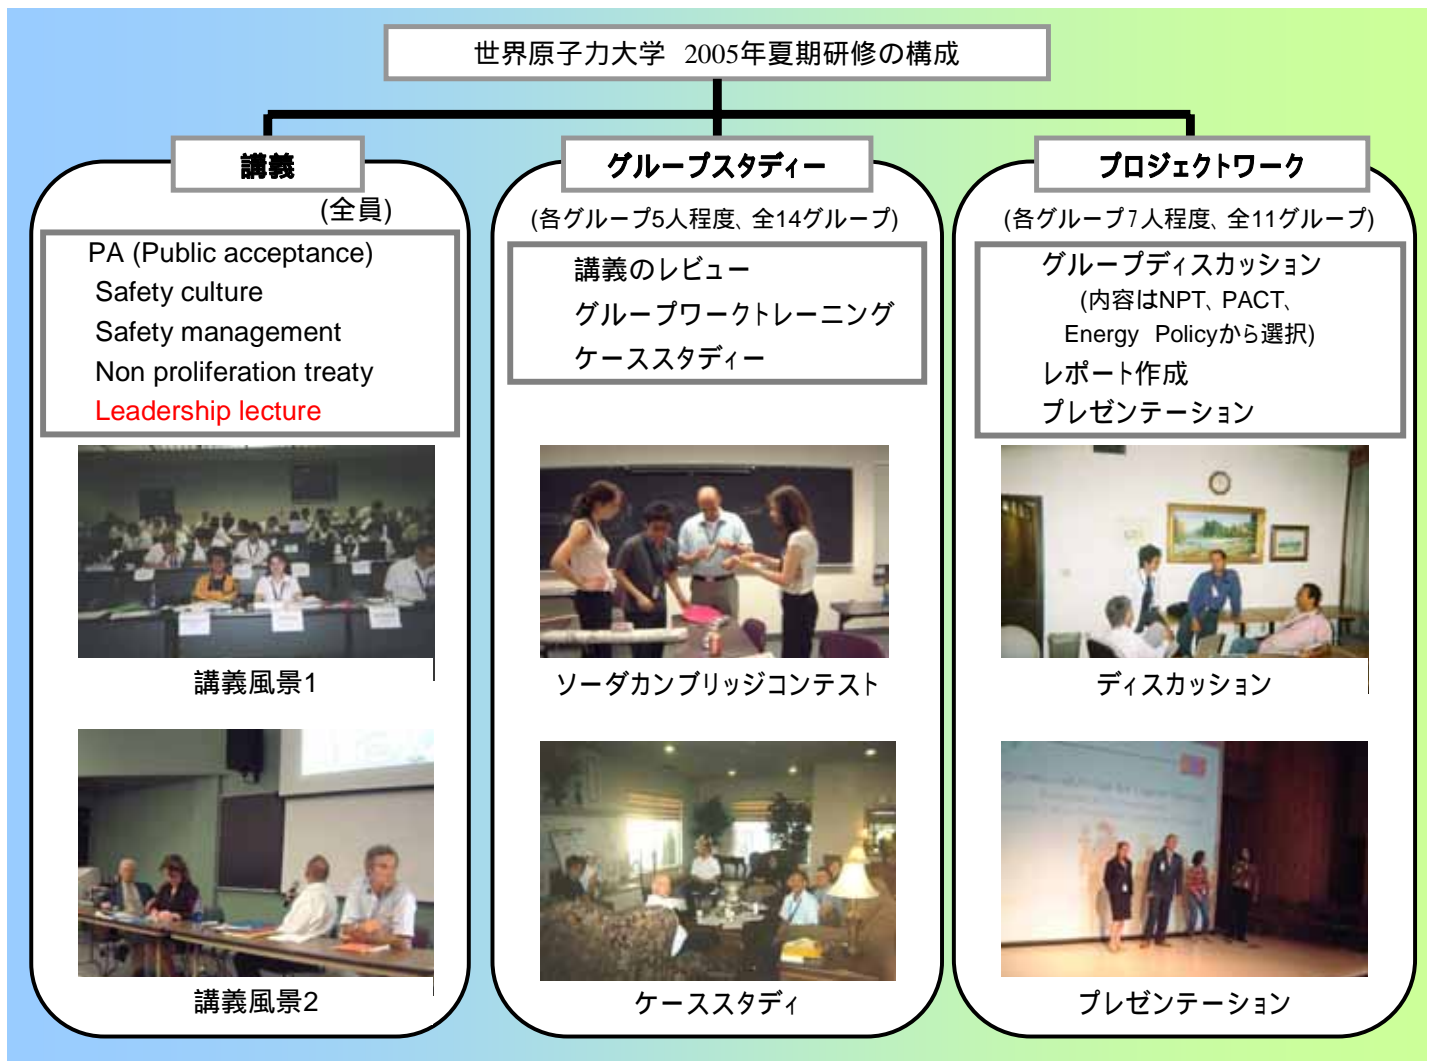 世界原子力大学 2005年夏期研修の構成
講義
(全員)
PA (Public acceptance)
Safety culture
Safety management
Non proliferation treaty
Leadership lecture
講義風景1
講義風景2
グループスタディー
(各グループ5人程度、全14グループ)
講義のレビュー
グループワークトレーニング
ケーススタディー
ソーダカンブリッジコンテスト
ケーススタディ
プロジェクトワーク
(各グループ7人程度、全11グループ)
グループディスカッション
(内容はNPT、PACT、
Energy Policyから選択)
レポート作成
プレゼンテーション
ディスカッション
プレゼンテーション